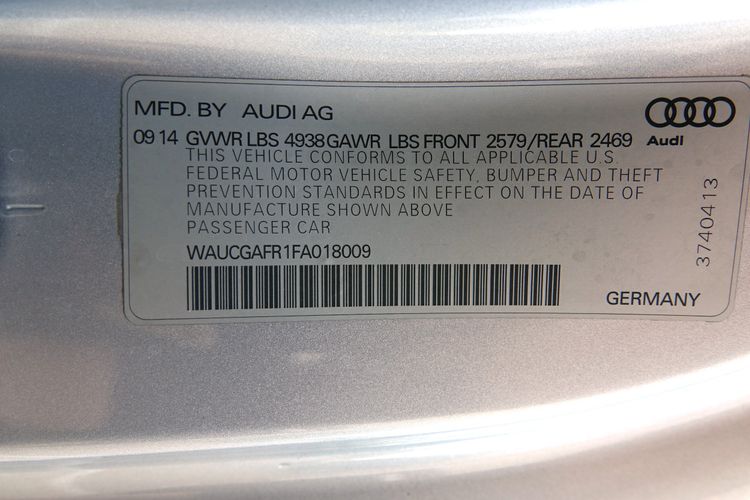 MFD. BY AUDI AG
09 14 GVWR LBS 4938 GAWR LBS FRONT 2579/REAR 2469
Audi
THIS VEHICLE CONFORMS TO ALL APPLICABLE U.S.
FEDERAL MOTOR VEHICLE SAFETY, BUMPER AND THEFT
PREVENTION STANDARDS IN EFFECT ON THE DATE OF
MANUFACTURE SHOWN ABOVE
PASSENGER CAR
WAUCGAFR1FA018009
3740413
GERMANY